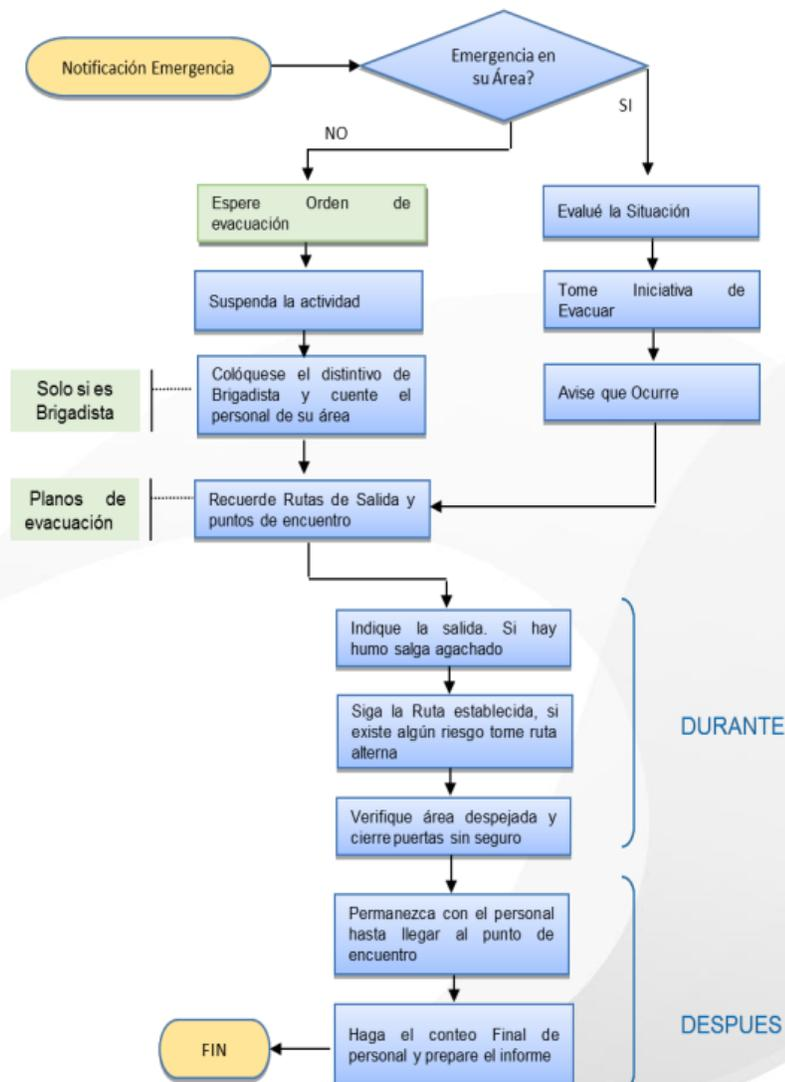 Notificación Emergencia
Emergencia en
su Área?
NO
SI
Espere Orden de
evacuación
Evalué la Situación
Suspenda la actividad
Tome Iniciativa de
Evacuar
Solo si es
Brigadista
Colóquese el distintivo de
Brigadista y cuente el
personal de su área
Avise que Ocurre
Planos de
evacuación
Recuerde Rutas de Salida y
puntos de encuentro
Indique la salida. Si hay
humo salga agachado
Siga la Ruta establecida, si
existe algún riesgo tome ruta
alterna
DURANTE
Verifique área despejada y
cierre puertas sin seguro
Permanezca con el personal
hasta llegar al punto de
encuentro
DESPUES
Haga el conteo Final de
personal y prepare el informe
FIN